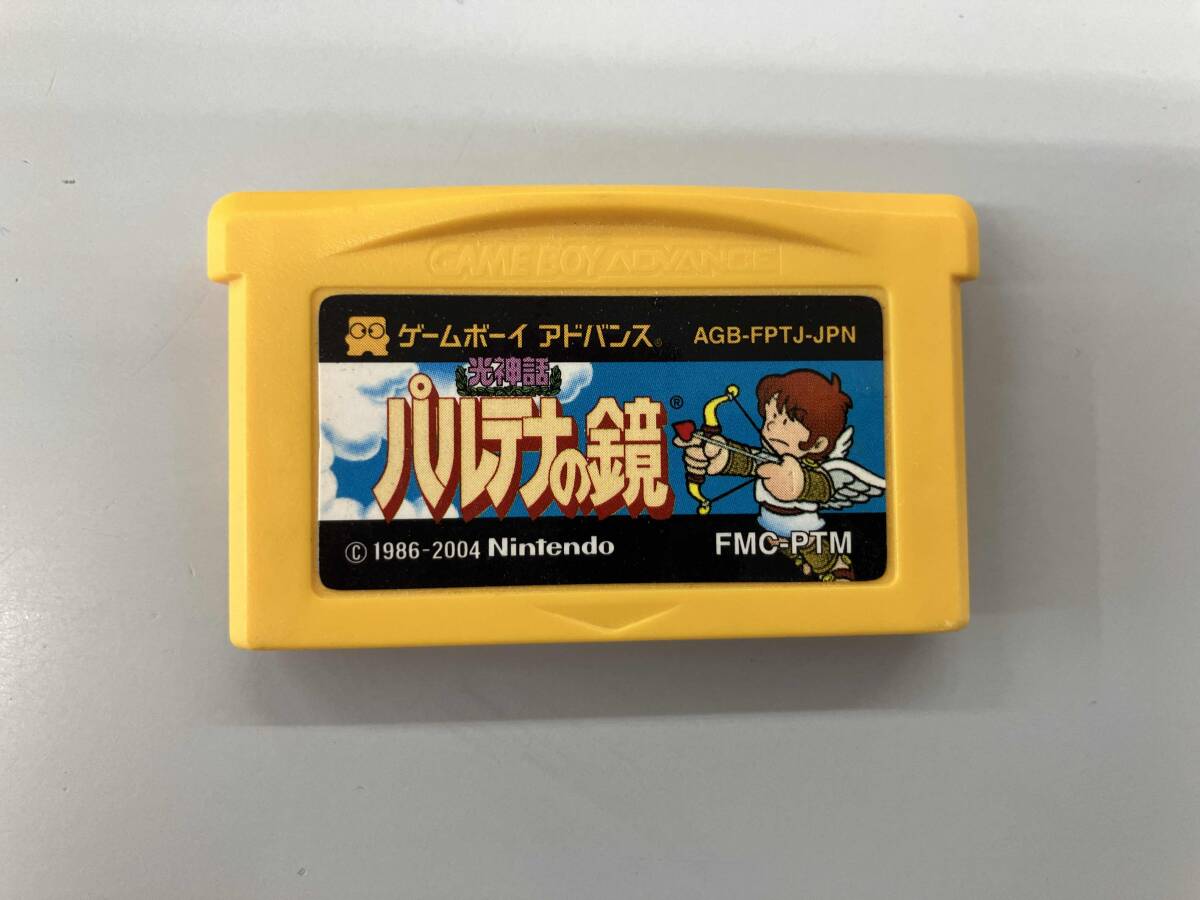 GAME BOY ADVANCE
ゲームボーイ アドバンス® AGB-FPTJ-JPN
光神話
パルテナの鏡®
© 1986-2004 Nintendo FMC-PTM